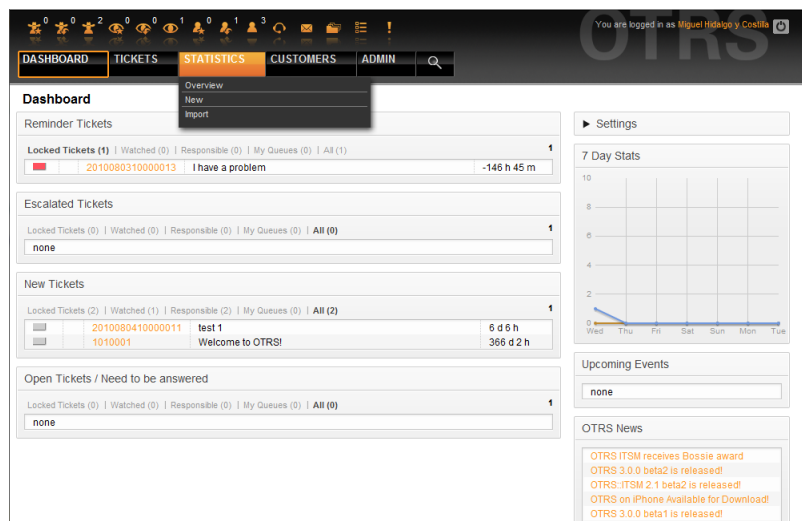 0 0 2 0 0 1 0 1 3
You are logged in as Miguel Hidalgo y Costilla
OTRS
DASHBOARD TICKETS STATISTICS CUSTOMERS ADMIN
Overview
New
Import
Dashboard
Reminder Tickets
Locked Tickets (1) | Watched (0) | Responsible (0) | My Queues (0) | All (1)
1
2010080310000013 I have a problem -146 h 45 m
Escalated Tickets
Locked Tickets (0) | Watched (0) | Responsible (0) | My Queues (0) | All (0)
1
none
New Tickets
Locked Tickets (2) | Watched (1) | Responsible (2) | My Queues (0) | All (2)
1
2010080410000011 test 1 6 d 6 h
1010001 Welcome to OTRS! 366 d 2 h
Open Tickets / Need to be answered
Locked Tickets (0) | Watched (0) | Responsible (0) | My Queues (0) | All (0)
1
none
Settings
7 Day Stats
10
8
6
4
2
0
Wed Thu Fri Sat Sun Mon Tue
Upcoming Events
none
OTRS News
OTRS ITSM receives Bossie award
OTRS 3.0.0 beta2 is released!
OTRS::ITSM 2.1 beta2 is released!
OTRS on iPhone Available for Download!
OTRS 3.0.0 beta1 is released!